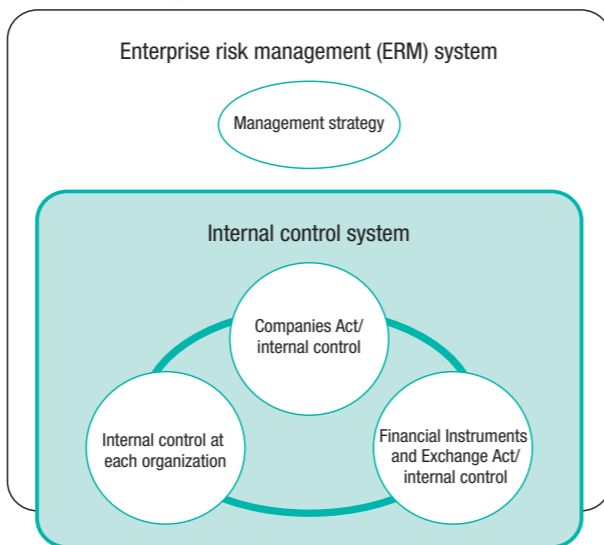 Enterprise risk management (ERM) system
Management strategy
Internal control system
Companies Act/
internal control
Internal control at
each organization
Financial Instruments
and Exchange Act/
internal control